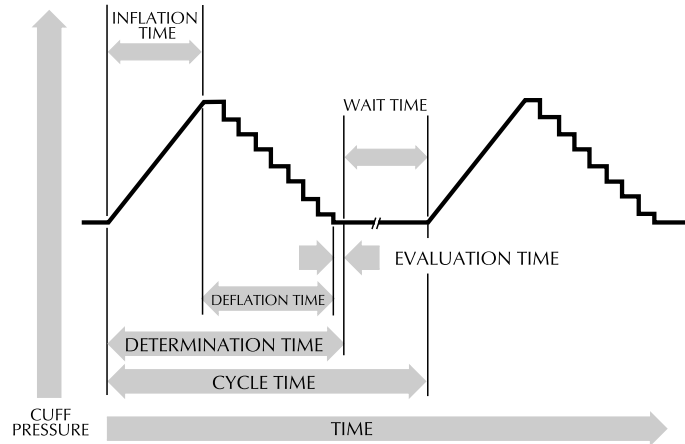 INFLATION
TIME
WAIT TIME
EVALUATION TIME
DEFLATION TIME
DETERMINATION TIME
CYCLE TIME
CUFF
PRESSURE
TIME